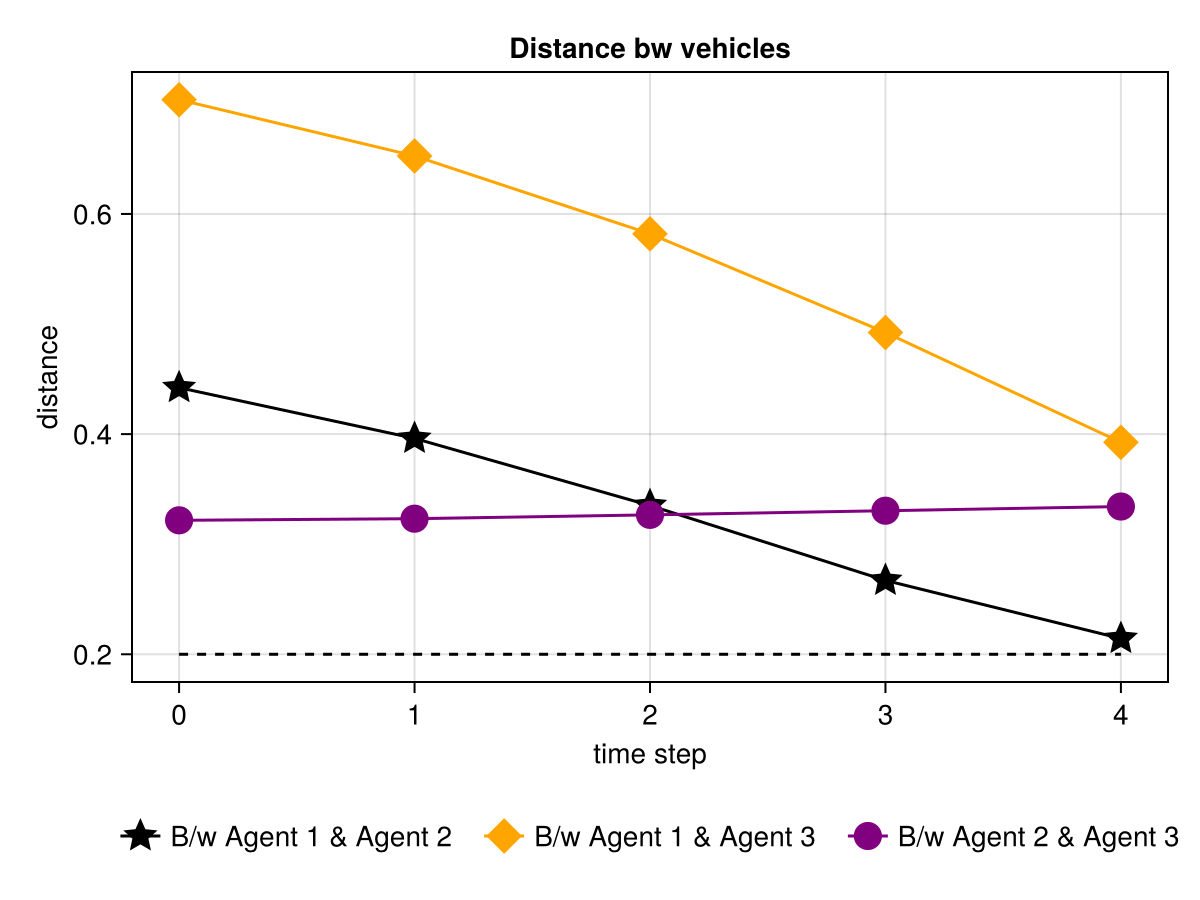 Distance bw vehicles
0.6
0.4
0.2
distance
0 1 2 3 4
time step
B/w Agent 1 & Agent 2 B/w Agent 1 & Agent 3 B/w Agent 2 & Agent 3